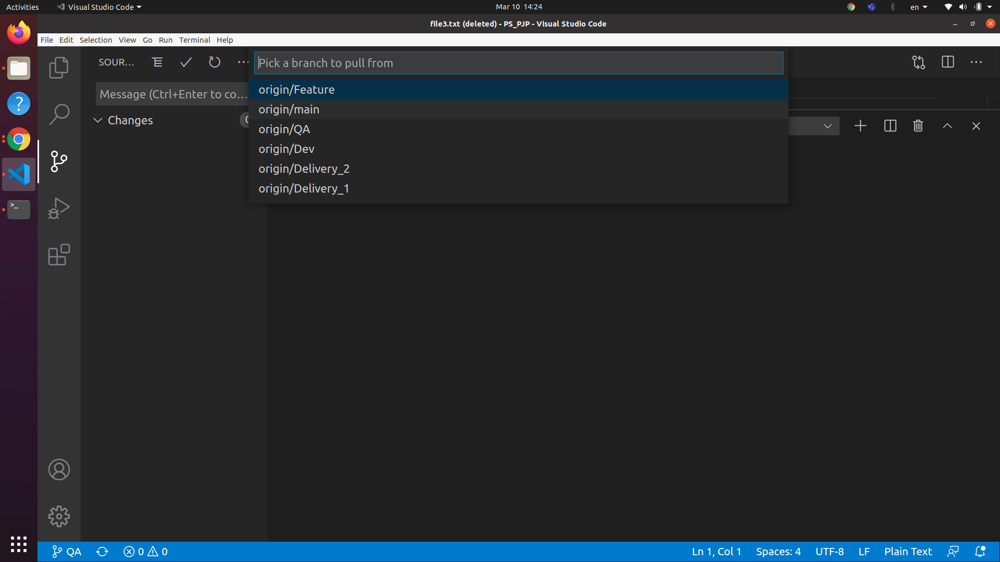 Activities
Visual Studio Code
Mar 10 14:24
en
file3.txt (deleted) - PS_PJP - Visual Studio Code
File Edit Selection View Go Run Terminal Help
SOUR...
Pick a branch to pull from
Message (Ctrl+Enter to co...
Changes
origin/Feature
origin/main
origin/QA
origin/Dev
origin/Delivery_2
origin/Delivery_1
QA
0
0
Ln 1, Col 1
Spaces: 4
UTF-8
LF
Plain Text